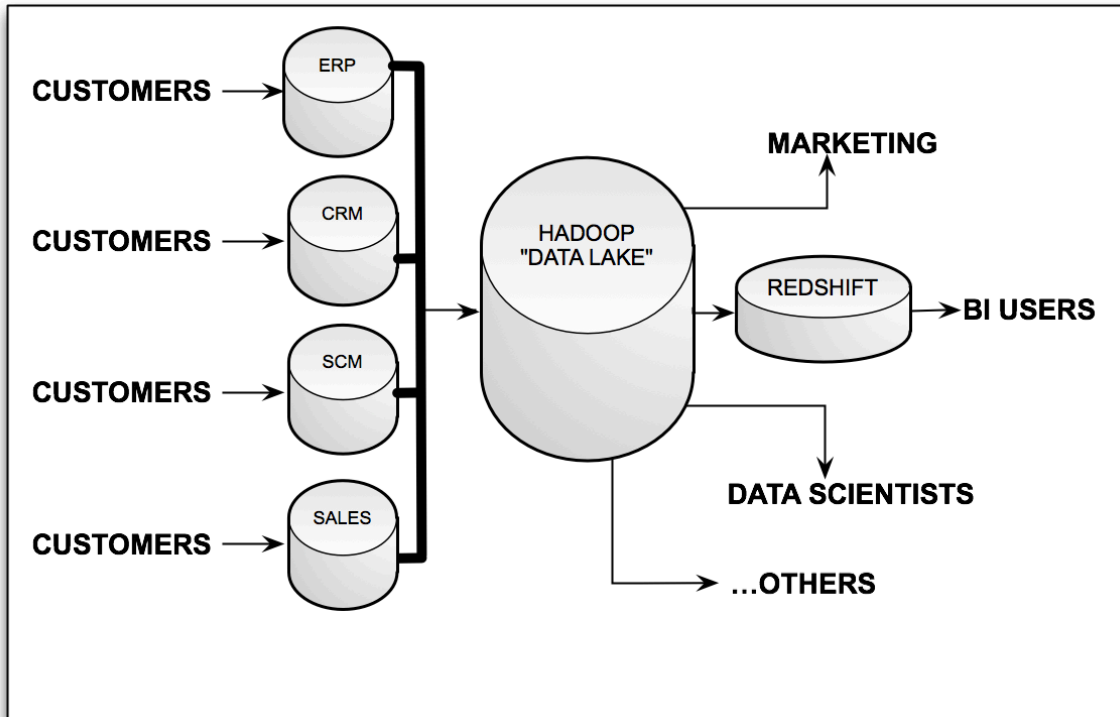 CUSTOMERS
ERP
CUSTOMERS
CRM
CUSTOMERS
SCM
CUSTOMERS
SALES
HADOOP
"DATA LAKE"
MARKETING
REDSHIFT
BI USERS
DATA SCIENTISTS
...OTHERS